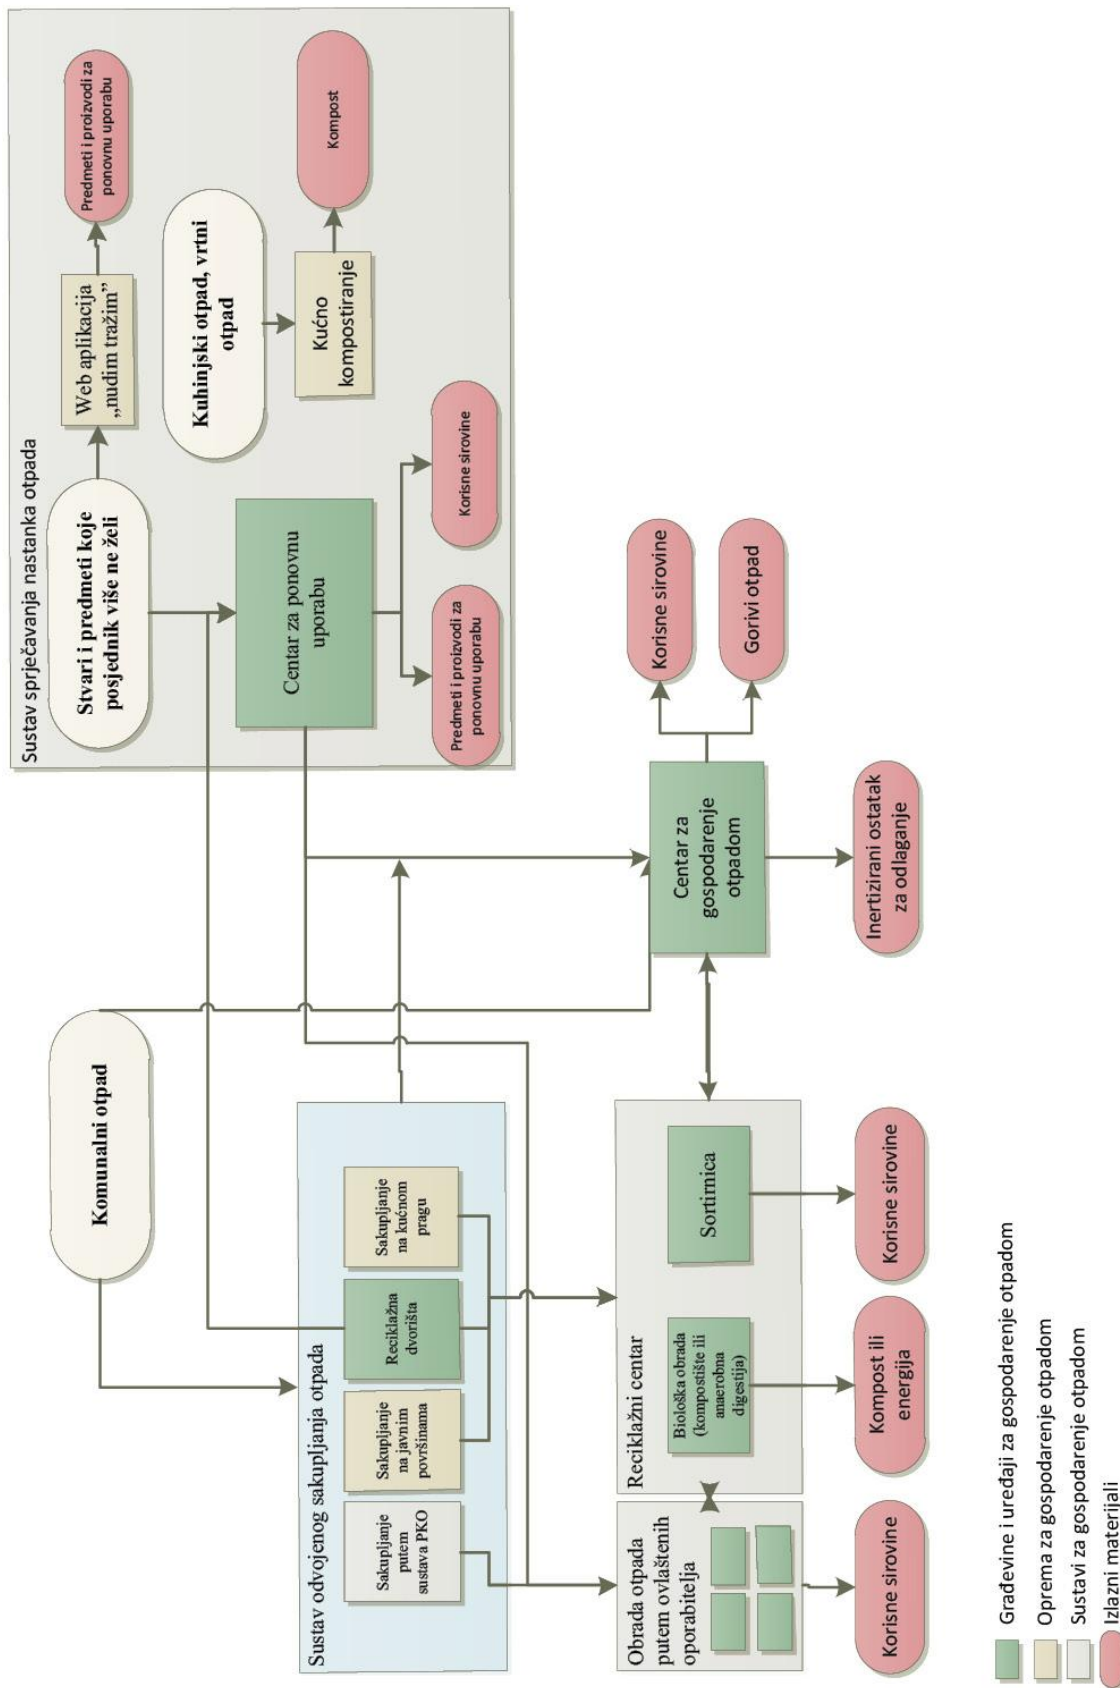 Sustav sprječavanja nastanka otpada
Stvari i predmeti koje
posjednik više ne želi
Web aplikacija
„nudim tražim”
Predmeti i proizvodi za
ponovnu uporabu
Kuhinjski otpad, vrtni
otpad
Kućno
kompostiranje
Kompost
Centar za ponovnu
uporabu
Predmeti i proizvodi za
ponovnu uporabu
Korisne sirovine
Komunalni otpad
Sustav odvojenog sakupljanja otpada
Sakupljanje
putem
sustava PKO
Sakupljanje
na javnim
površinama
Reciklažna
dvorišta
Sakupljanje
na kućnom
pragu
Obrada otpada
putem ovlaštenih
oporabitelja
Reciklažni centar
Biološka obrada
(kompostište ili
anaerobna
digestija)
Sortirnica
Centar za
gospodarenje
otpadom
Korisne sirovine
Gorivi otpad
Korisne sirovine
Kompost ili
energija
Korisne sirovine
Inertizirani ostatak
za odlaganje
Građevine i uređaji za gospodarenje otpadom
Oprema za gospodarenje otpadom
Sustavi za gospodarenje otpadom
Izlazni materijali